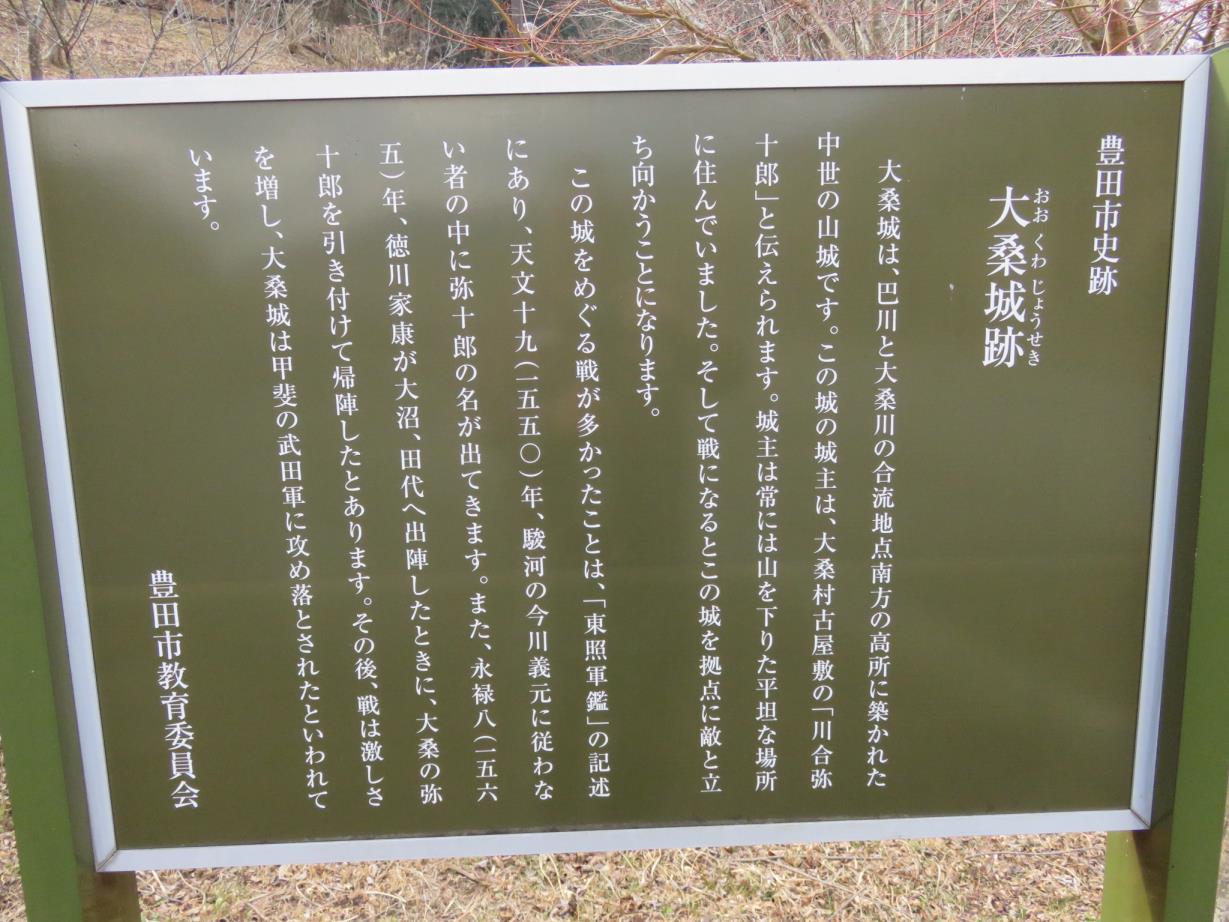 豊田市史跡
おお くわ じょうせき
大桑城跡
大桑城は、巴川と大桑川の合流地点南方の高所に築かれた
中世の山城です。この城の城主は、大桑村古屋敷の「川合弥
十郎」と伝えられます。城主は常には山を下りた平坦な場所
に住んでいました。そして戦になるとこの城を拠点に敵と立
ち向かうことになります。
この城をめぐる戦が多かったことは、「東照軍鑑」の記述
にあり、天文十九(一五五〇)年、駿河の今川義元に従わな
い者の中に弥十郎の名が出てきます。また、永禄八(一五六
五)年、徳川家康が大沼、田代へ出陣したときに、大桑の弥
十郎を引き付けて帰陣したとあります。その後、戦は激しさ
を増し、大桑城は甲斐の武田軍に攻め落とされたといわれて
います。
豊田市教育委員会